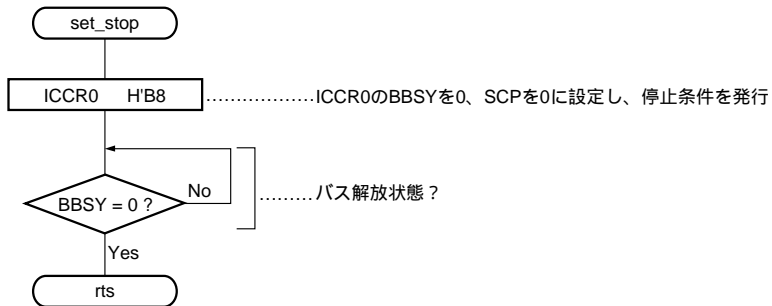 set_stop
ICCR0 H'B8 ..................ICCR0のBBSYを0、SCPを0に設定し、停止条件を発行
BBSY = 0 ? No .........バス解放状態？
Yes
rts